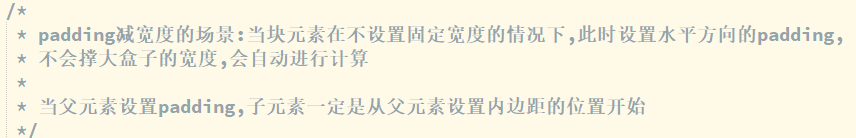 /*
* padding减宽度的场景:当块元素在不设置固定宽度的情况下,此时设置水平方向的padding,
* 不会撑大盒子的宽度,会自动进行计算
*
* 当父元素设置padding,子元素一定是从父元素设置内边距的位置开始
*/